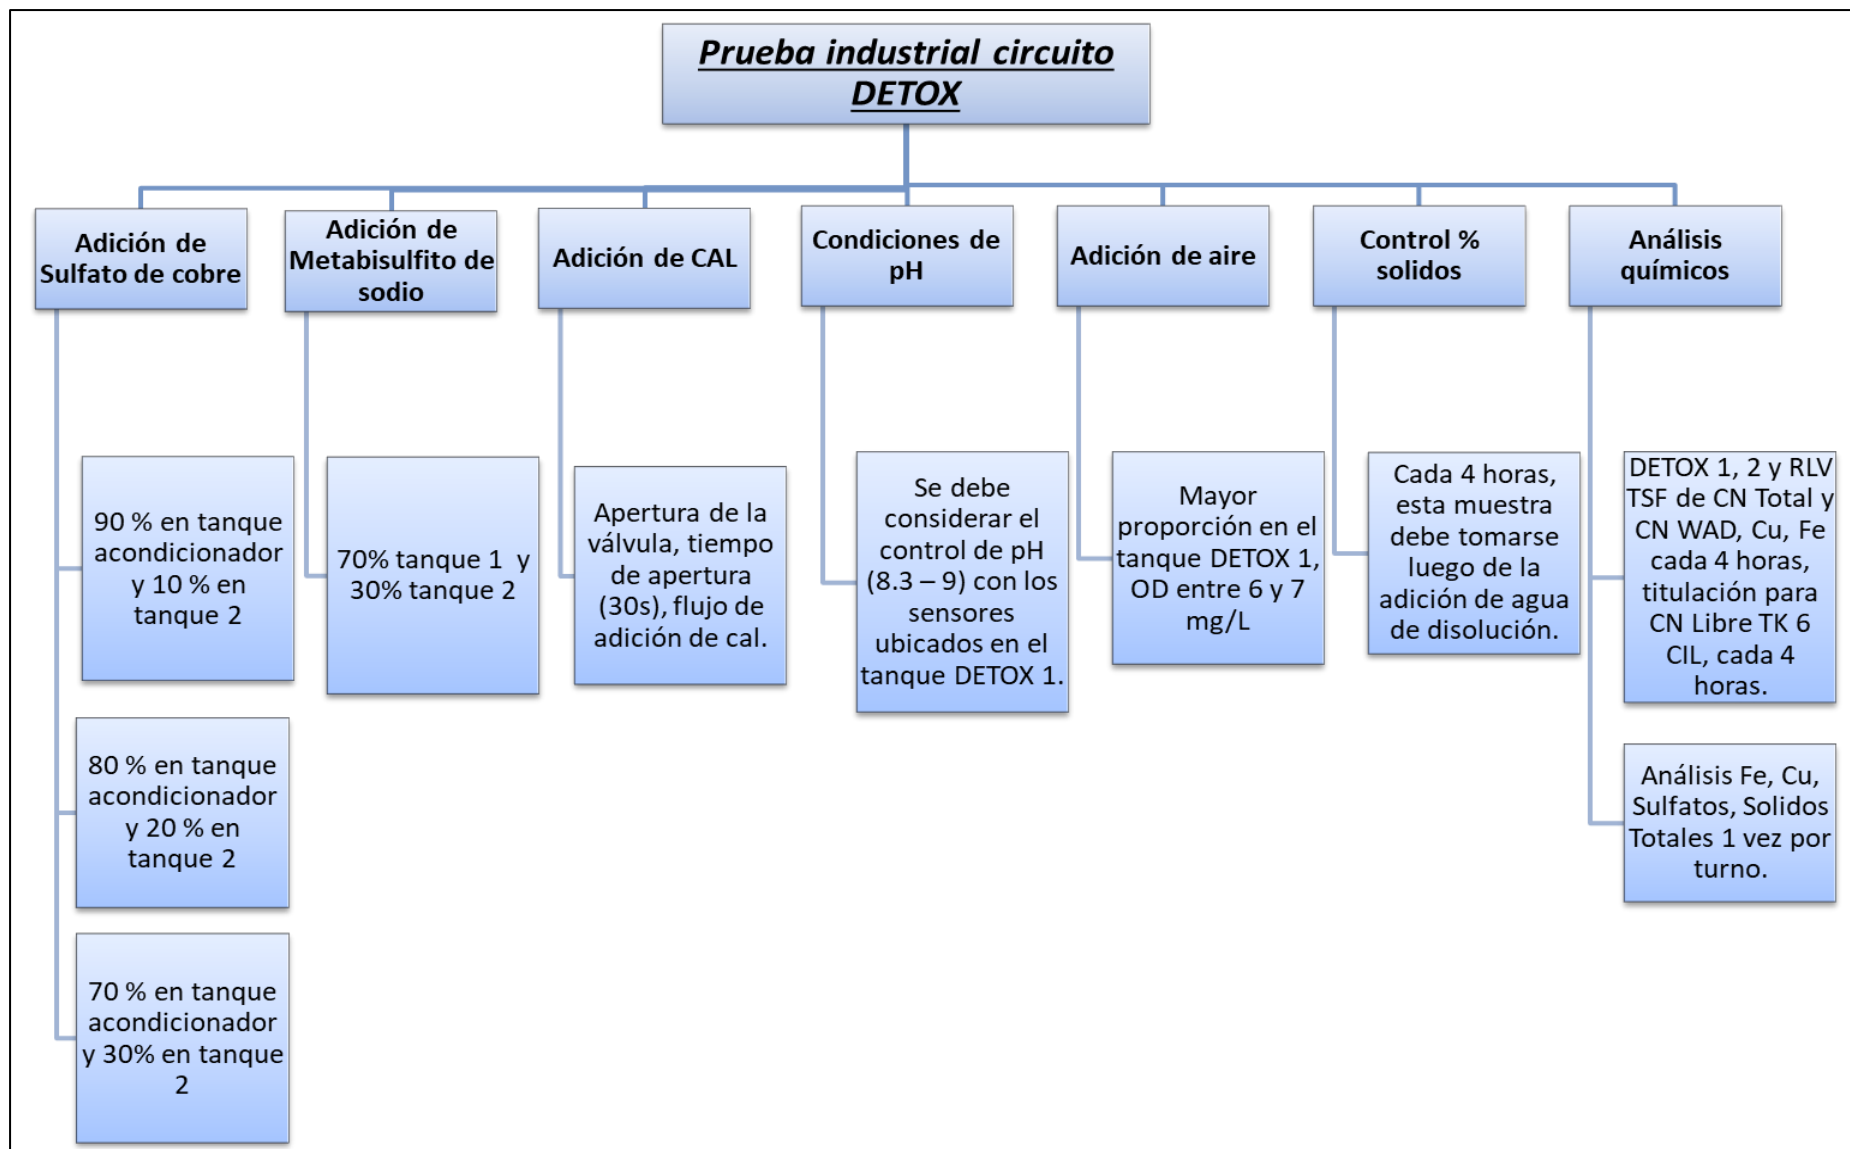 Prueba industrial circuito
DETOX
Adición de
Sulfato de cobre
Adición de
Metabisulfito de
sodio
Adición de CAL
Condiciones de
pH
Adición de aire
Control %
solidos
Análisis
químicos
90 % en tanque
acondicionador
y 10 % en
tanque 2
80 % en tanque
acondicionador
y 20 % en
tanque 2
70 % en tanque
acondicionador
y 30% en tanque
2
70% tanque 1 y
30% tanque 2
Apertura de la
válvula, tiempo
de apertura
(30s), flujo de
adición de cal.
Se debe
considerar el
control de pH
(8.3 – 9) con los
sensores
ubicados en el
tanque DETOX 1.
Mayor
proporción en el
tanque DETOX 1,
OD entre 6 y 7
mg/L
Cada 4 horas,
esta muestra
debe tomarse
luego de la
adición de agua
de disolución.
DETOX 1, 2 y RLV
TSF de CN Total y
CN WAD, Cu, Fe
cada 4 horas,
titulación para
CN Libre TK 6
CIL, cada 4
horas.
Análisis Fe, Cu,
Sulfatos, Solidos
Totales 1 vez por
turno.